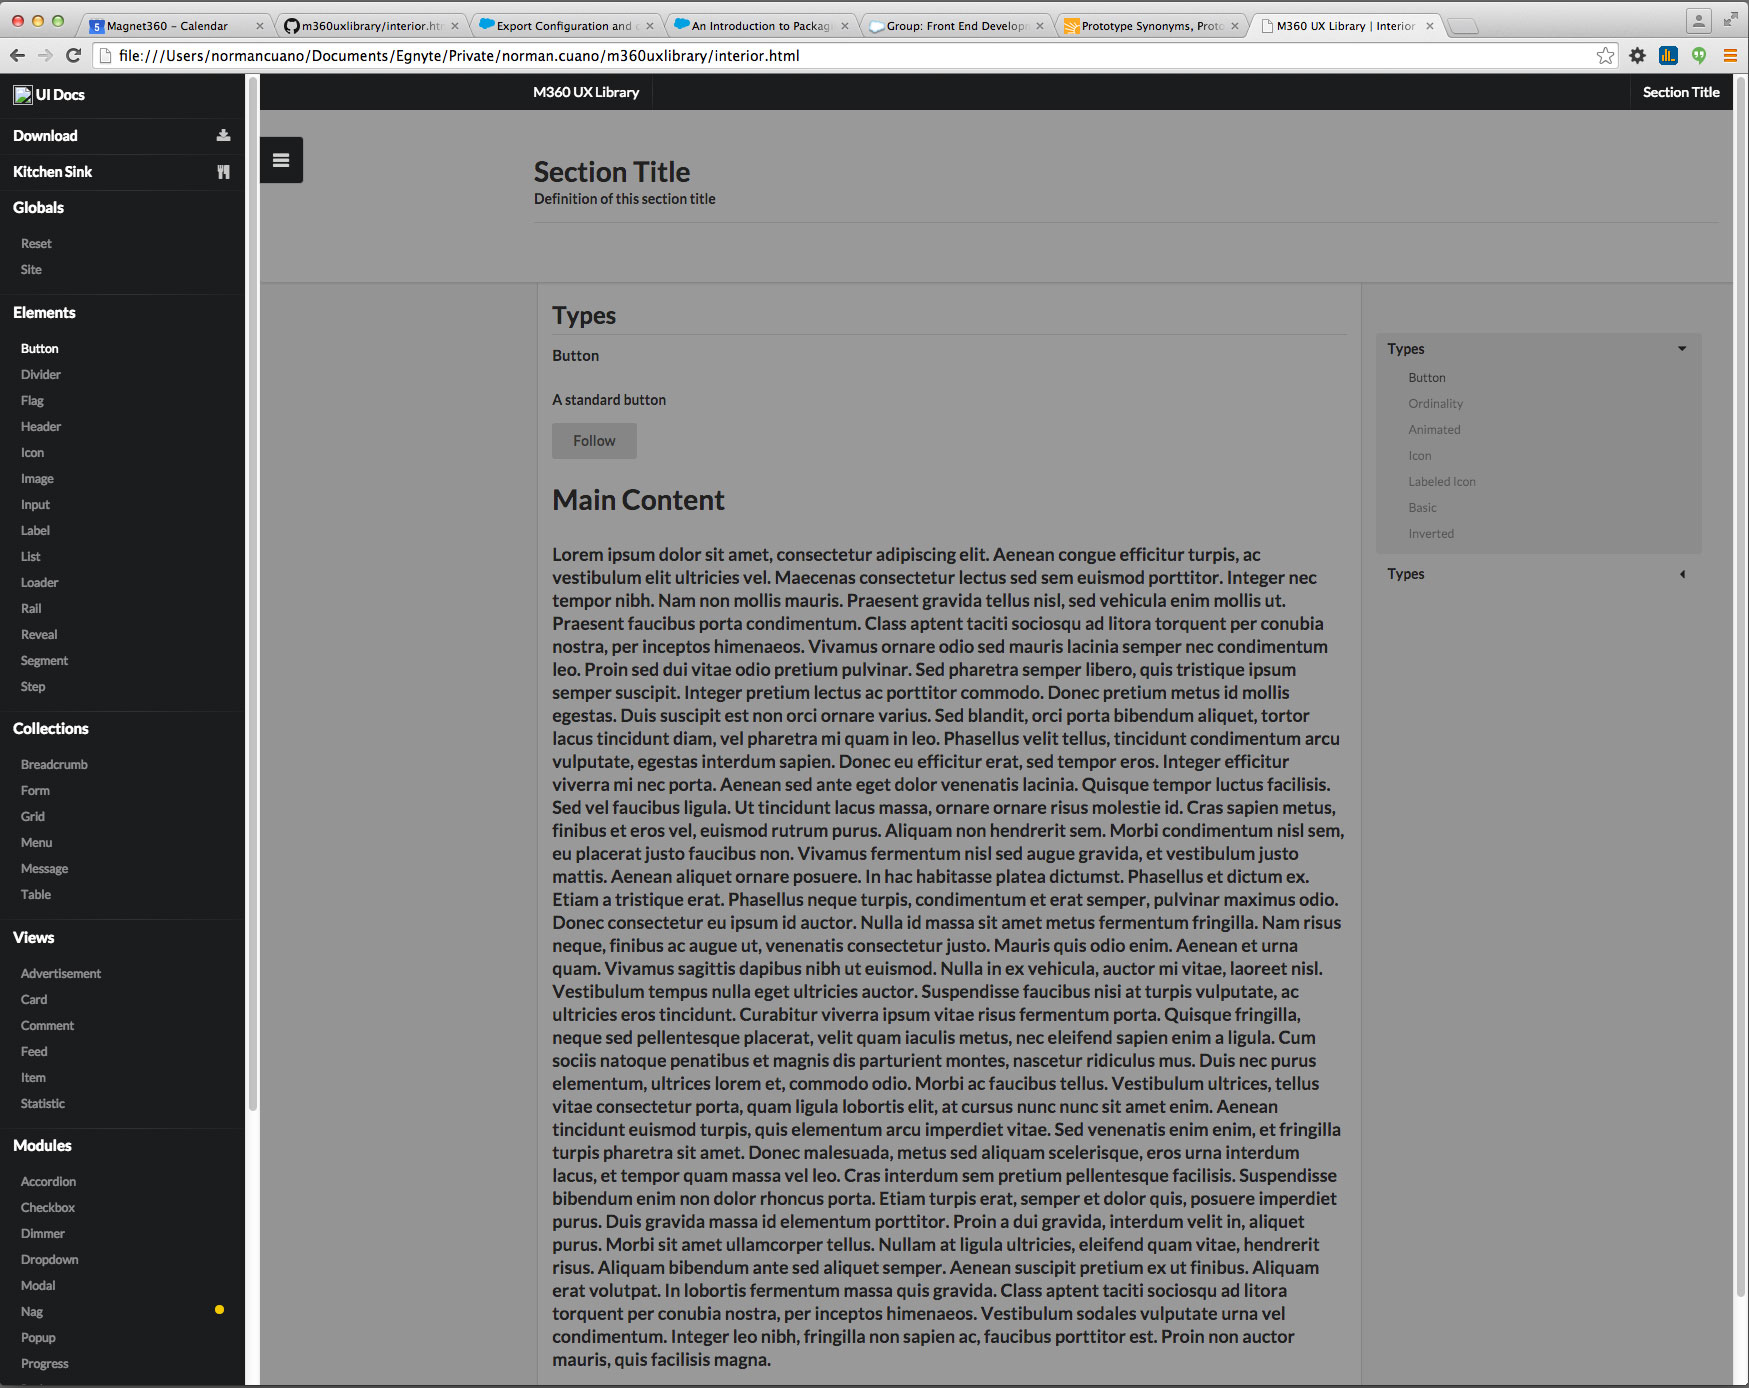 Magnet360 – Calendar
m360uxlibrary/interior.htm
Export Configuration and c
An Introduction to Packagi
Group: Front End Developm
Prototype Synonyms, Proto
M360 UX Library | Interior
file:///Users/normancuano/Documents/Egnyte/Private/norman.cuano/m360uxlibrary/interior.html
UI Docs
Download
Kitchen Sink
Globals
Reset
Site
Elements
Button
Divider
Flag
Header
Icon
Image
Input
Label
List
Loader
Rail
Reveal
Segment
Step
Collections
Breadcrumb
Form
Grid
Menu
Message
Table
Views
Advertisement
Card
Comment
Feed
Item
Statistic
Modules
Accordion
Checkbox
Dimmer
Dropdown
Modal
Nag
Popup
Progress
M360 UX Library
Section Title
Section Title
Definition of this section title
Types
Button
A standard button
Follow
Main Content
Lorem ipsum dolor sit amet, consectetur adipiscing elit. Aenean congue efficitur turpis, ac
vestibulum elit ultricies vel. Maecenas consectetur lectus sed sem euismod porttitor. Integer nec
tempor nibh. Nam non mollis mauris. Praesent gravida tellus nisl, sed vehicula enim mollis ut.
Praesent faucibus porta condimentum. Class aptent taciti sociosqu ad litora torquent per conubia
nostra, per inceptos himenaeos. Vivamus ornare odio sed mauris lacinia semper nec condimentum
leo. Proin sed dui vitae odio pretium pulvinar. Sed pharetra semper libero, quis tristique ipsum
semper suscipit. Integer pretium lectus ac porttitor commodo. Donec pretium metus id mollis
egestas. Duis suscipit est non orci ornare varius. Sed blandit, orci porta bibendum aliquet, tortor
lacus tincidunt diam, vel pharetra mi quam in leo. Phasellus velit tellus, tincidunt condimentum arcu
vulputate, egestas interdum sapien. Donec eu efficitur erat, sed tempor eros. Integer efficitur
viverra mi nec porta. Aenean sed ante eget dolor venenatis lacinia. Quisque tempor luctus facilisis.
Sed vel faucibus ligula. Ut tincidunt lacus massa, ornare ornare risus molestie id. Cras sapien metus,
finibus et eros vel, euismod rutrum purus. Aliquam non hendrerit sem. Morbi condimentum nisl sem,
eu placerat justo faucibus non. Vivamus fermentum nisl sed augue gravida, et vestibulum justo
mattis. Aenean aliquet ornare posuere. In hac habitasse platea dictumst. Phasellus et dictum ex.
Etiam a tristique erat. Phasellus neque turpis, condimentum et erat semper, pulvinar maximus odio.
Donec consectetur eu ipsum id auctor. Nulla id massa sit amet metus fermentum fringilla. Nam risus
neque, finibus ac augue ut, venenatis consectetur justo. Mauris quis odio enim. Aenean et urna
quam. Vivamus sagittis dapibus nibh ut euismod. Nulla in ex vehicula, auctor mi vitae, laoreet nisl.
Vestibulum tempus nulla eget ultricies auctor. Suspendisse faucibus nisi at turpis vulputate, ac
ultricies eros tincidunt. Curabitur viverra ipsum vitae risus fermentum porta. Quisque fringilla,
neque sed pellentesque placerat, velit quam iaculis metus, nec eleifend sapien enim a ligula. Cum
sociis natoque penatibus et magnis dis parturient montes, nascetur ridiculus mus. Duis nec purus
elementum, ultrices lorem et, commodo odio. Morbi ac faucibus tellus. Vestibulum ultrices, tellus
vitae consectetur porta, quam ligula lobortis elit, at cursus nunc nunc sit amet enim. Aenean
tincidunt euismod turpis, quis elementum arcu imperdiet vitae. Sed venenatis enim enim, et fringilla
turpis pharetra sit amet. Donec malesuada, metus sed aliquam scelerisque, eros urna interdum
lacus, et tempor quam massa vel leo. Cras interdum sem pretium pellentesque facilisis. Suspendisse
bibendum enim non dolor rhoncus porta. Etiam turpis erat, semper et dolor quis, posuere imperdiet
purus. Duis gravida massa id elementum porttitor. Proin a dui gravida, interdum velit in, aliquet
purus. Morbi sit amet ullamcorper tellus. Nullam at ligula ultricies, eleifend quam vitae, hendrerit
risus. Aliquam bibendum ante sed aliquet semper. Aenean suscipit pretium ex ut finibus. Aliquam
erat volutpat. In lobortis fermentum massa quis gravida. Class aptent taciti sociosqu ad litora
torquent per conubia nostra, per inceptos himenaeos. Vestibulum sodales vulputate urna vel
condimentum. Integer leo nibh, fringilla non sapien ac, faucibus porttitor est. Proin non auctor
mauris, quis facilisis magna.
Types
Button
Ordinality
Animated
Icon
Labeled Icon
Basic
Inverted
Types